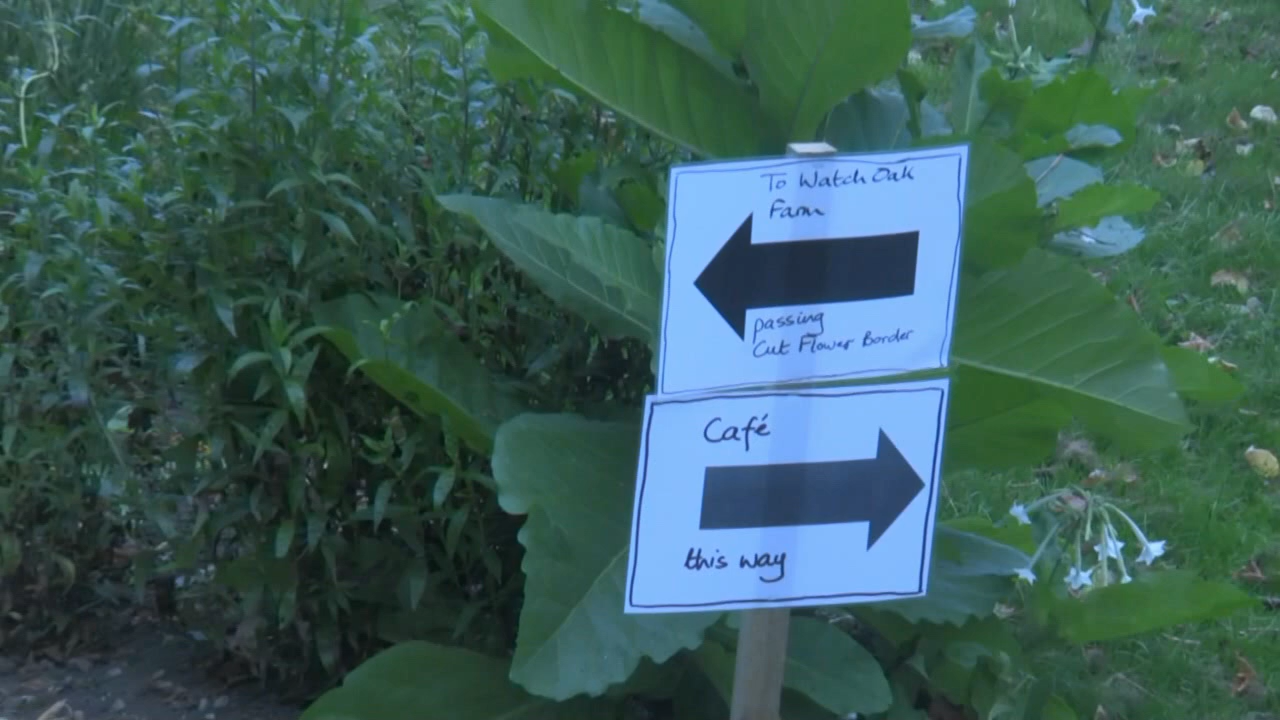 To Watch Oak
Farm
passing
Cut Flower Border
Café
this way